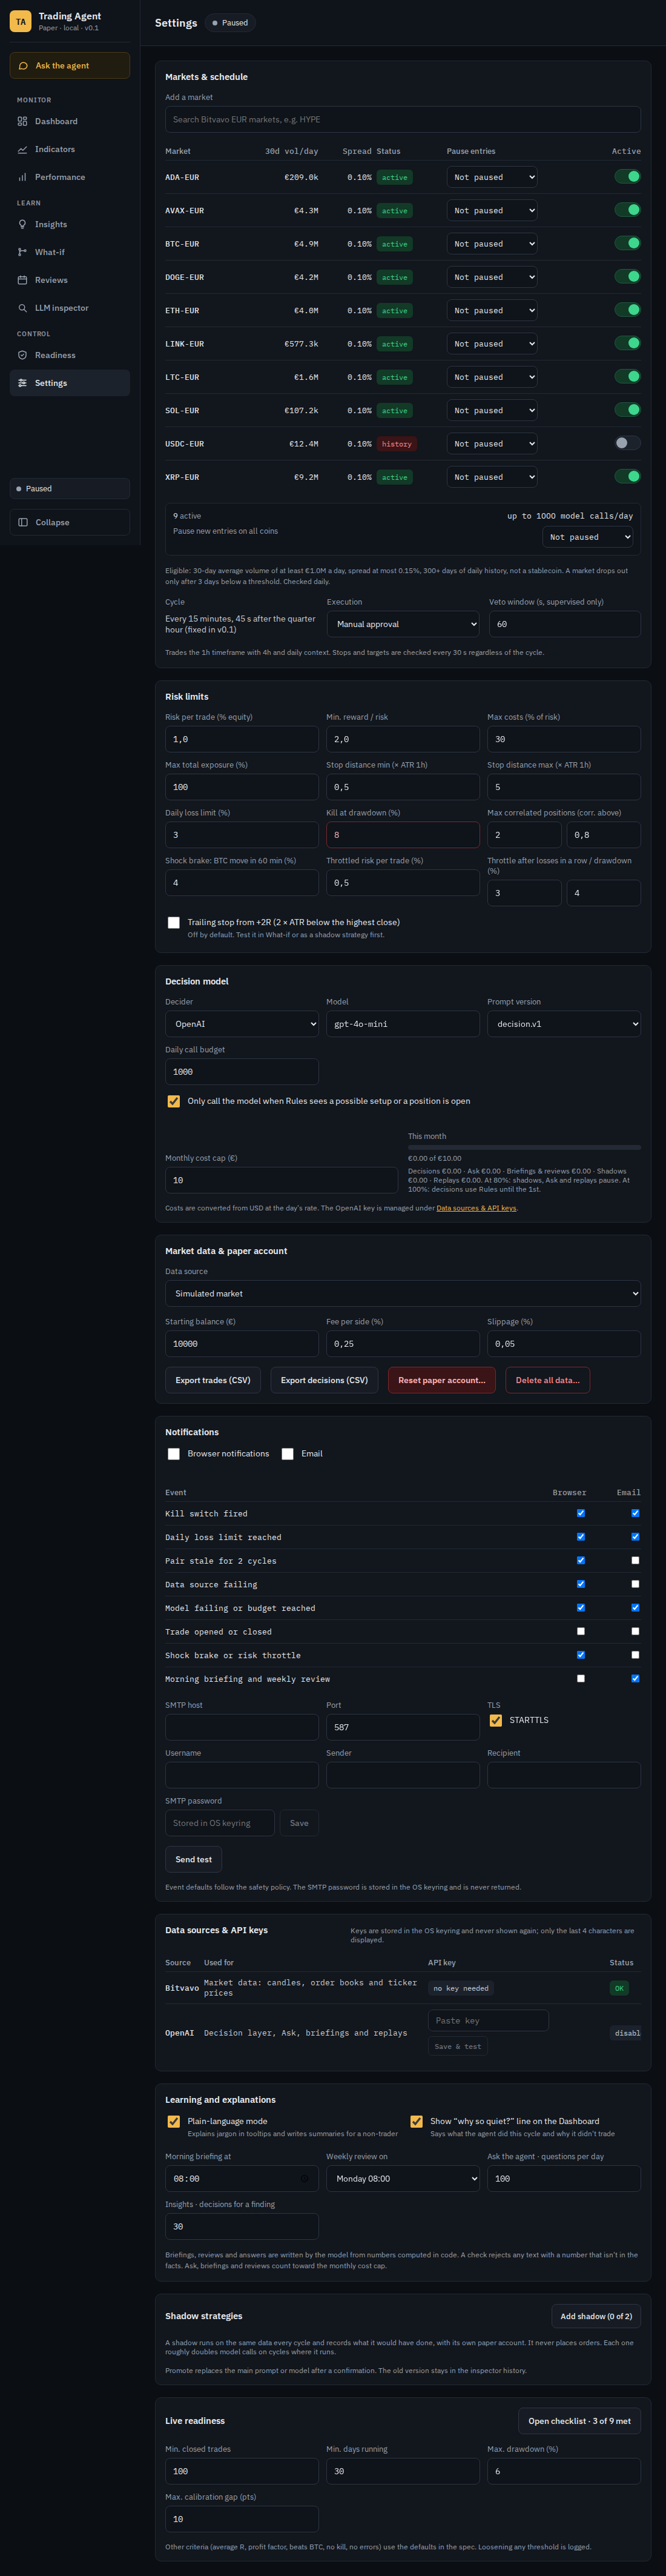 TA
Trading Agent
Paper · local · v0.1
Ask the agent
MONITOR
Dashboard
Indicators
Performance
LEARN
Insights
What-if
Reviews
LLM inspector
CONTROL
Readiness
Settings
Paused
Collapse
Settings
Paused
Markets & schedule
Add a market
Search Bitvavo EUR markets, e.g. HYPE
Market 30d vol/day Spread Status Pause entries Active
ADA-EUR €209.0k 0.10% active Not paused
AVAX-EUR €4.3M 0.10% active Not paused
BTC-EUR €4.9M 0.10% active Not paused
DOGE-EUR €4.2M 0.10% active Not paused
ETH-EUR €4.0M 0.10% active Not paused
LINK-EUR €577.3k 0.10% active Not paused
LTC-EUR €1.6M 0.10% active Not paused
SOL-EUR €107.2k 0.10% active Not paused
USDC-EUR €12.4M 0.10% history Not paused
XRP-EUR €9.2M 0.10% active Not paused
9 active up to 1000 model calls/day
Pause new entries on all coins Not paused
Eligible: 30-day average volume of at least €1.0M a day, spread at most 0.15%, 300+ days of daily history, not a stablecoin. A market drops out
only after 3 days below a threshold. Checked daily.
Cycle Execution Veto window (s, supervised only)
Every 15 minutes, 45 s after the quarter
hour (fixed in v0.1)
Manual approval 60
Trades the 1h timeframe with 4h and daily context. Stops and targets are checked every 30 s regardless of the cycle.
Risk limits
Risk per trade (% equity) Min. reward / risk Max costs (% of risk)
1,0 2,0 30
Max total exposure (%) Stop distance min (× ATR 1h) Stop distance max (× ATR 1h)
100 0,5 5
Daily loss limit (%) Kill at drawdown (%) Max correlated positions (corr. above)
3 8 2 0,8
Shock brake: BTC move in 60 min (%) Throttled risk per trade (%) Throttle after losses in a row / drawdown
(%)
4 0,5 3 4
Trailing stop from +2R (2 × ATR below the highest close)
Off by default. Test it in What-if or as a shadow strategy first.
Decision model
Decider Model Prompt version
OpenAI gpt-4o-mini decision.v1
Daily call budget
1000
Only call the model when Rules sees a possible setup or a position is open
Monthly cost cap (€)
10
This month
€0.00 of €10.00
Decisions €0.00 · Ask €0.00 · Briefings & reviews €0.00 · Shadows
€0.00 · Replays €0.00. At 80%: shadows, Ask and replays pause. At
100%: decisions use Rules until the 1st.
Costs are converted from USD at the day's rate. The OpenAI key is managed under Data sources & API keys.
Market data & paper account
Data source
Simulated market
Starting balance (€) Fee per side (%) Slippage (%)
10000 0,25 0,05
Export trades (CSV) Export decisions (CSV) Reset paper account... Delete all data...
Notifications
Browser notifications Email
Event Browser Email
Kill switch fired
Daily loss limit reached
Pair stale for 2 cycles
Data source failing
Model failing or budget reached
Trade opened or closed
Shock brake or risk throttle
Morning briefing and weekly review
SMTP host Port TLS
587 STARTTLS
Username Sender Recipient
SMTP password
Stored in OS keyring Save
Send test
Event defaults follow the safety policy. The SMTP password is stored in the OS keyring and is never returned.
Data sources & API keys
Keys are stored in the OS keyring and never shown again; only the last 4 characters are
displayed.
Source Used for API key Status
Bitvavo Market data: candles, order books and ticker
prices
no key needed OK
OpenAI Decision layer, Ask, briefings and replays Paste key disabl
Save & test
Learning and explanations
Plain-language mode
Explains jargon in tooltips and writes summaries for a non-trader
Show “why so quiet?” line on the Dashboard
Says what the agent did this cycle and why it didn't trade
Morning briefing at Weekly review on Ask the agent · questions per day
08:00 Monday 08:00 100
Insights · decisions for a finding
30
Briefings, reviews and answers are written by the model from numbers computed in code. A check rejects any text with a number that isn't in the
facts. Ask, briefings and reviews count toward the monthly cost cap.
Shadow strategies Add shadow (0 of 2)
A shadow runs on the same data every cycle and records what it would have done, with its own paper account. It never places orders. Each one
roughly doubles model calls on cycles where it runs.
Promote replaces the main prompt or model after a confirmation. The old version stays in the inspector history.
Live readiness Open checklist · 3 of 9 met
Min. closed trades Min. days running Max. drawdown (%)
100 30 6
Max. calibration gap (pts)
10
Other criteria (average R, profit factor, beats BTC, no kill, no errors) use the defaults in the spec. Loosening any threshold is logged.